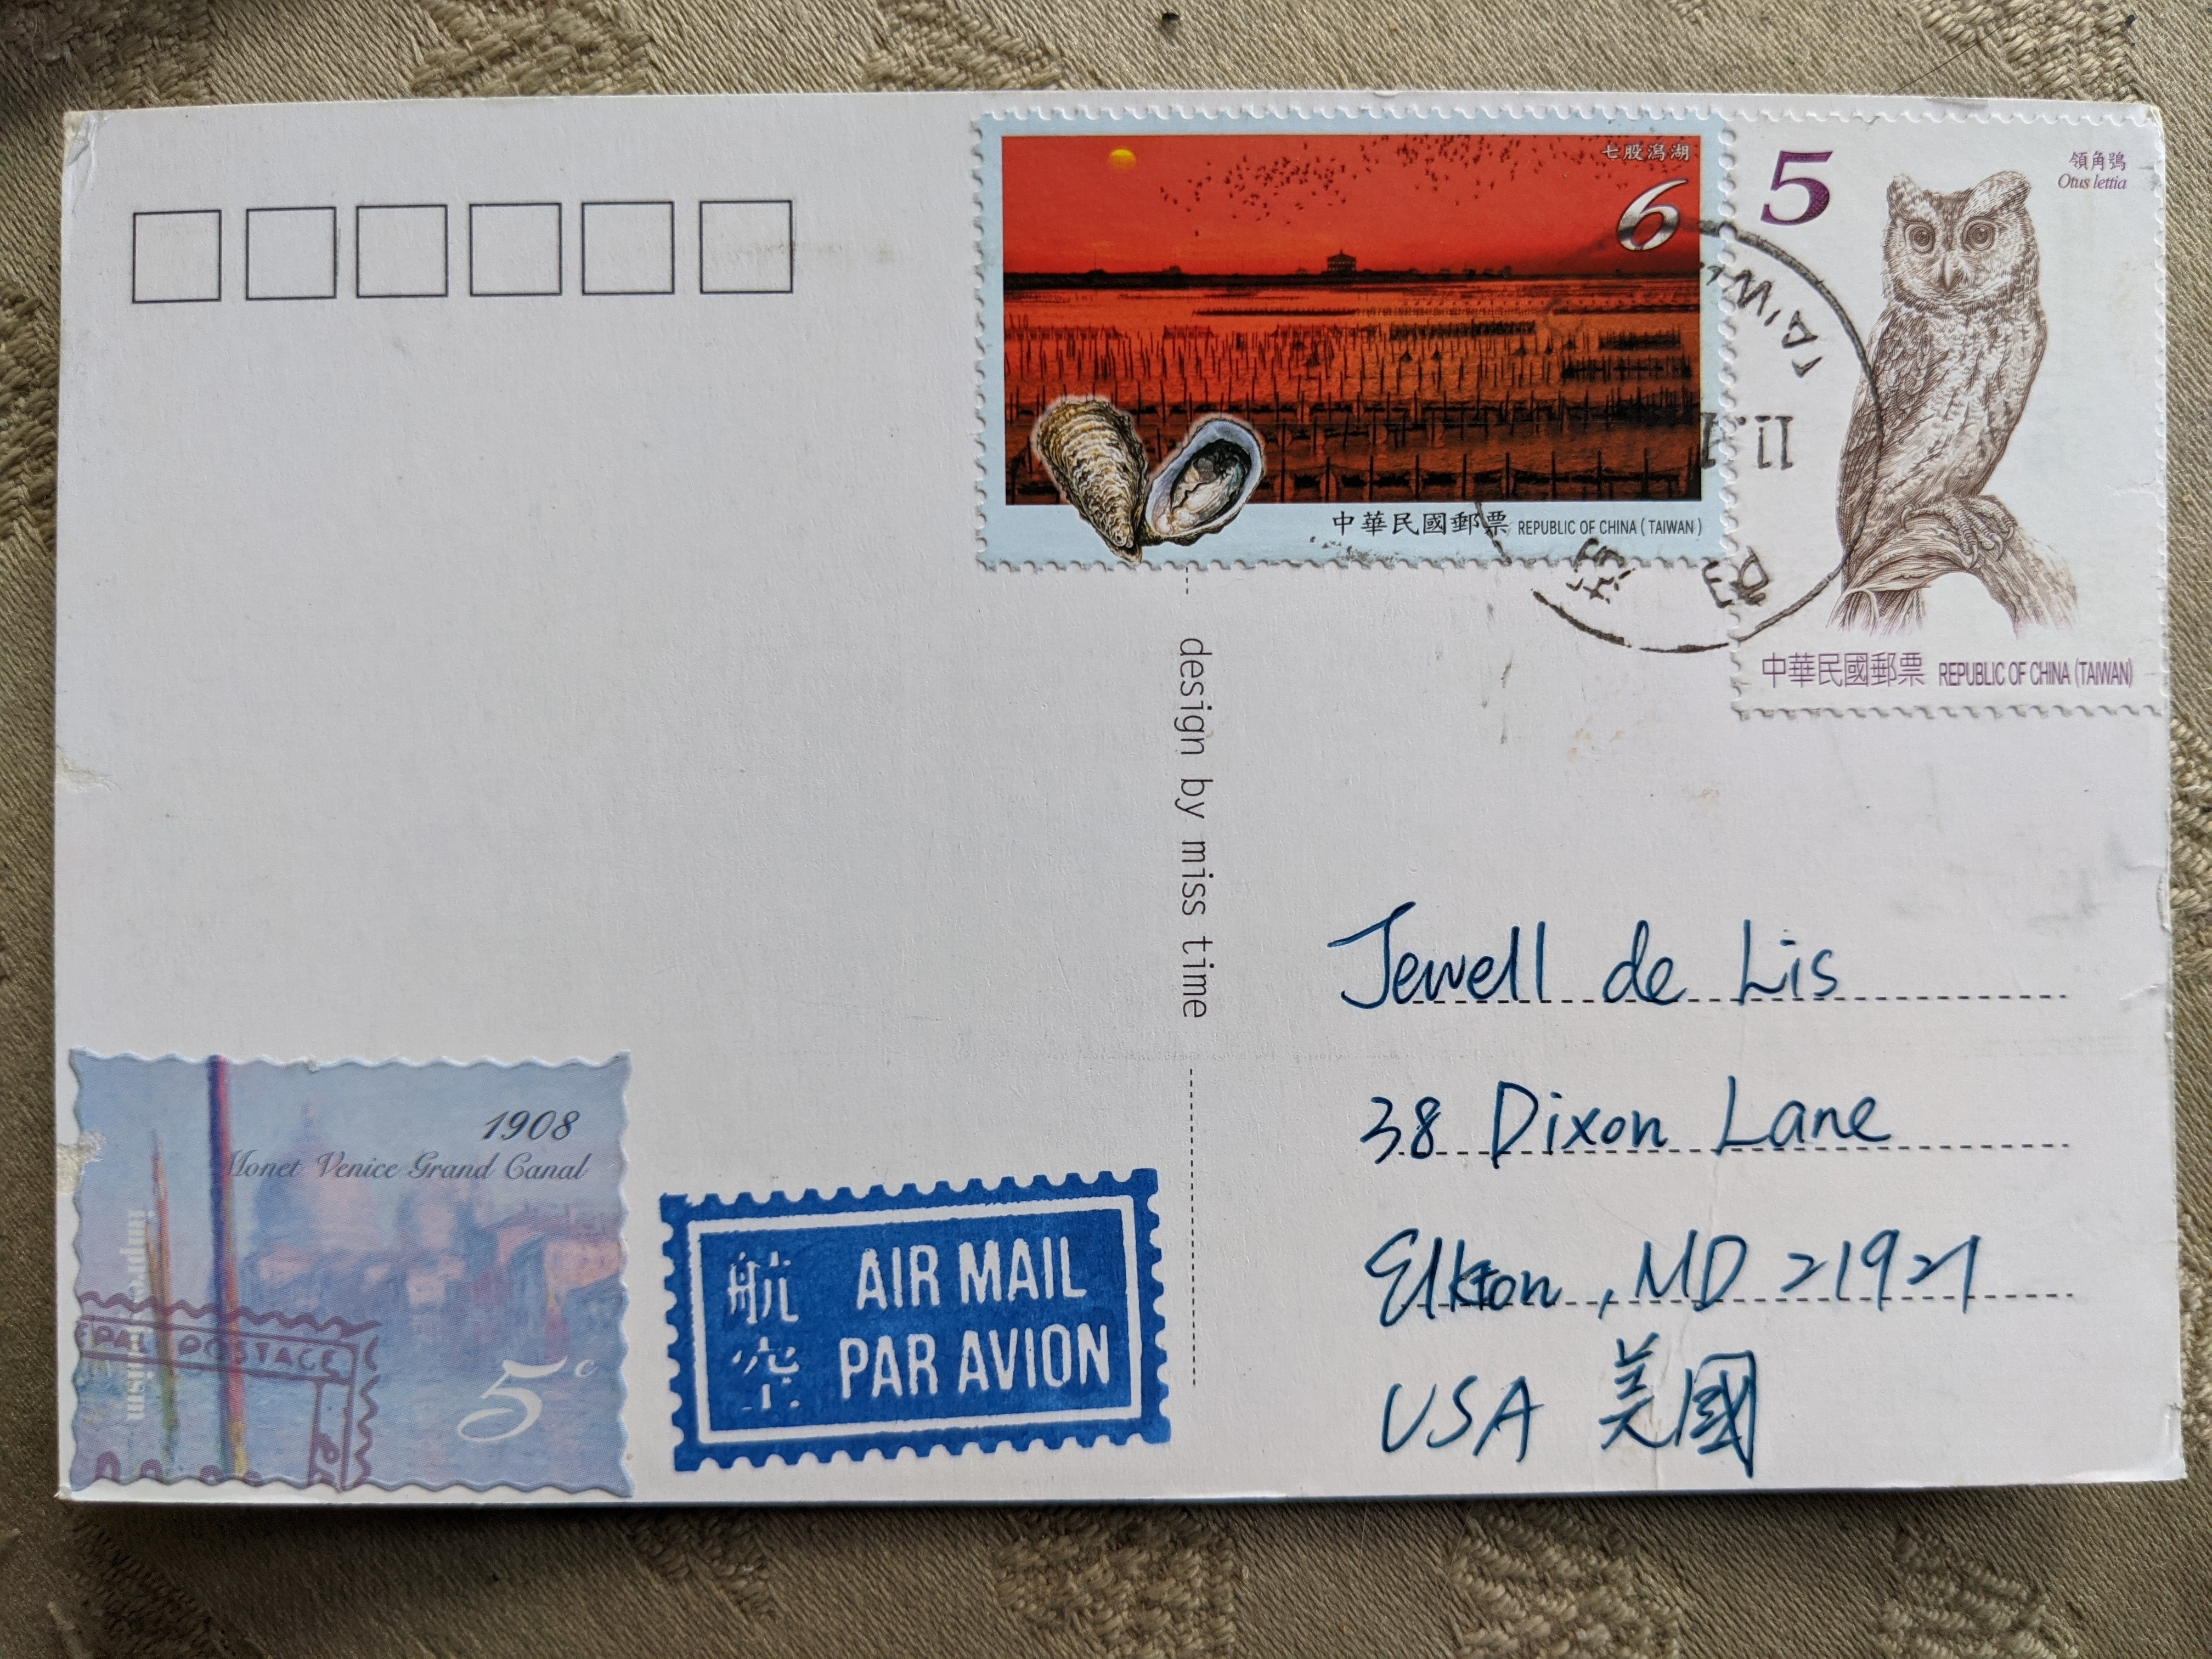 七股潟湖
6
中華民國郵票 REPUBLIC OF CHINA (TAIWAN)
5
領角鴞
Otus lettia
中華民國郵票 REPUBLIC OF CHINA (TAIWAN)
design by miss time
Jewell de Lis
38 Dixon Lane
Elkton, MD 21921
USA 美國
1908
Monet Venice Grand Canal
POSTAGE
5c
航空
AIR MAIL
PAR AVION